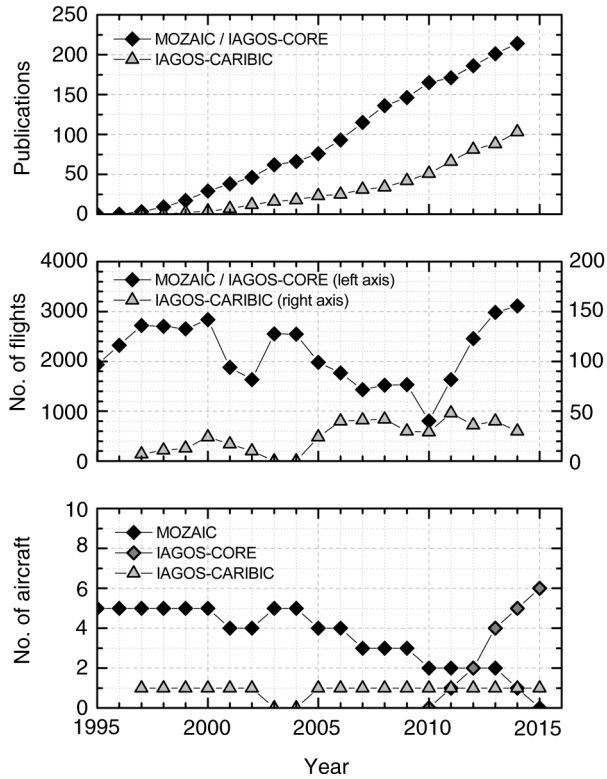 250
200
150
100
50
0
Publications
MOZAIC / IAGOS-CORE
IAGOS-CARIBIC
4000
3000
2000
1000
0
No. of flights
MOZAIC / IAGOS-CORE (left axis)
IAGOS-CARIBIC (right axis)
200
150
100
50
0
10
8
6
4
2
0
No. of aircraft
MOZAIC
IAGOS-CORE
IAGOS-CARIBIC
1995 2000 2005 2010 2015
Year